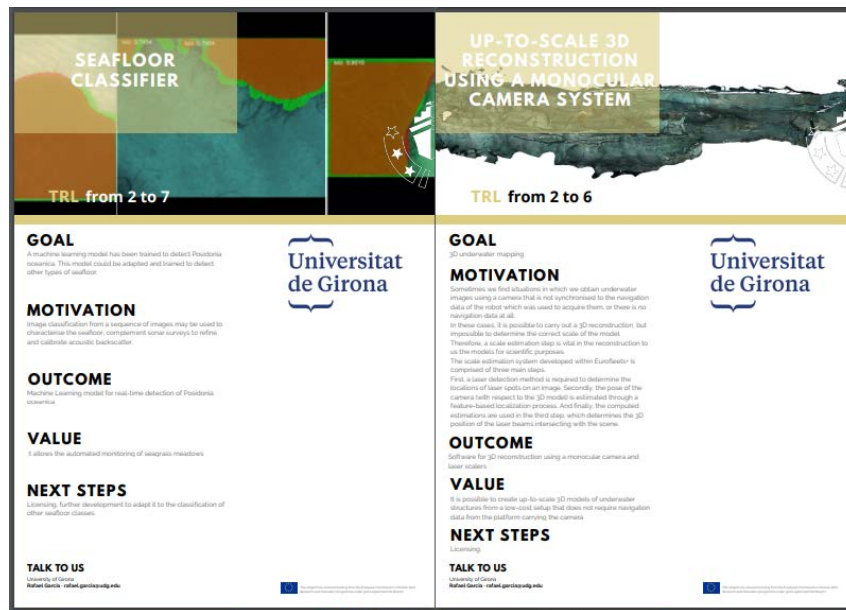 SEAFLOOR
CLASSIFIER
TRL from 2 to 7
GOAL
A machine learning model has been trained to detect Posidonia
oceanica. This model could be adapted and trained to detect
other types of seafloor.
Universitat
de Girona
MOTIVATION
Image classification from a sequence of images may be used to
characterise the seafloor, complement sonar surveys to refine
and calibrate acoustic backscatter.
OUTCOME
Machine Learning model for real-time detection of Posidonia
oceanica
VALUE
It allows the automated monitoring of seagrass meadows
NEXT STEPS
Licensing, further development to adapt it to the classification of
other seafloor classes.
TALK TO US
University of Girona
Rafael Garcia - rafael.garcia@udg.edu
UP-TO-SCALE 3D
RECONSTRUCTION
USING A MONOCULAR
CAMERA SYSTEM
TRL from 2 to 6
GOAL
3D underwater mapping
Universitat
de Girona
MOTIVATION
Sometimes we find situations in which we obtain underwater
images using a camera that is not synchronised to the navigation
data of the robot which was used to acquire them, or there is no
navigation data at all.
In these cases, it is possible to carry out a 3D reconstruction, but
impossible to determine the correct scale of the model.
Therefore, a scale estimation step is vital in the reconstruction to
us the models for scientific purposes.
The scale estimation system developed within Eurofleets+ is
comprised of three main steps.
First, a laser detection method is required to determine the
locations of laser spots on an image. Secondly, the pose of the
camera (with respect to the 3D model) is estimated through a
feature-based localization process. And finally, the computed
estimations are used in the third step, which determines the 3D
position of the laser beams intersecting with the scene.
OUTCOME
Software for 3D reconstruction using a monocular camera and
laser scalers
VALUE
It is possible to create up-to-scale 3D models of underwater
structures from a low-cost setup that does not require navigation
data from the platform carrying the camera
NEXT STEPS
Licensing.
TALK TO US
University of Girona
Rafael Garcia - rafael.garcia@udg.edu